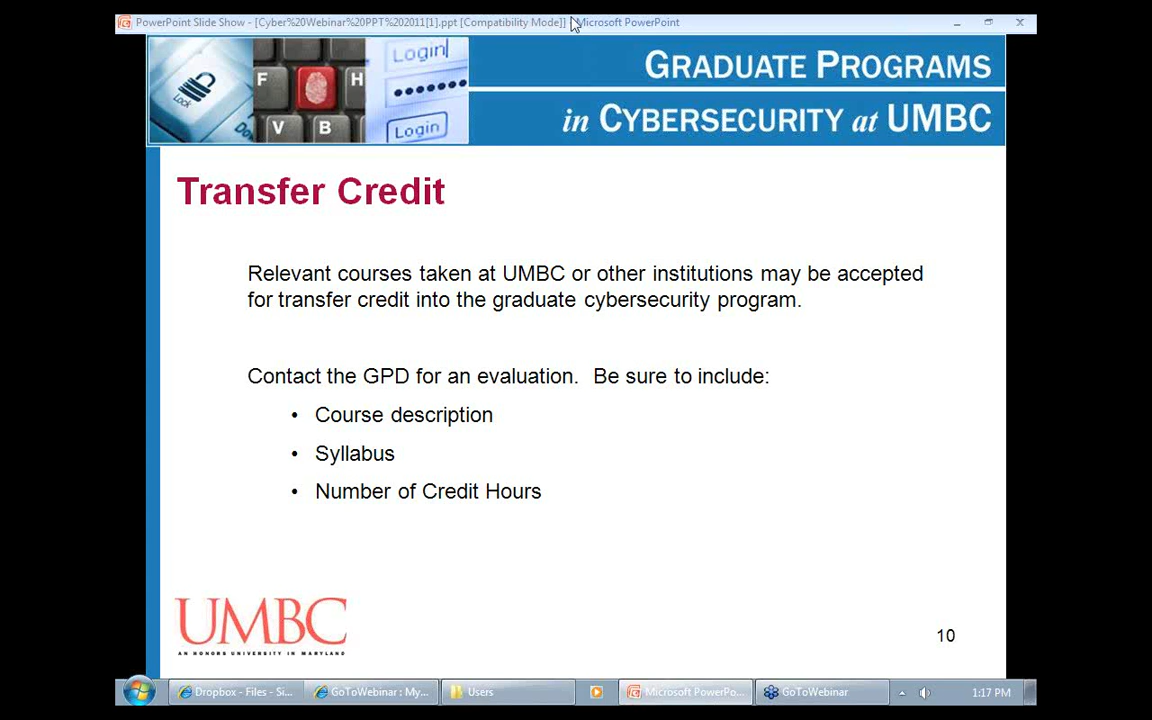 PowerPoint Slide Show - [Cyber%20Webinar%20PPT%202011[1].ppt [Compatibility Mode]] - Microsoft PowerPoint
Lock
F
H
V
B
Login
Login
GRADUATE PROGRAMS
in CYBERSECURITY at UMBC
Transfer Credit
Relevant courses taken at UMBC or other institutions may be accepted
for transfer credit into the graduate cybersecurity program.
Contact the GPD for an evaluation. Be sure to include:
• Course description
• Syllabus
• Number of Credit Hours
UMBC
AN HONORS UNIVERSITY IN MARYLAND
10
Dropbox - Files - Si...
GoToWebinar : My...
Users
Microsoft PowerPo...
GoToWebinar
1:17 PM